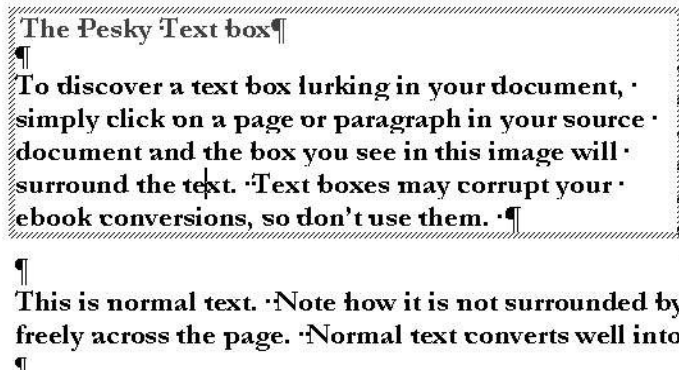 The Pesky Text box¶
¶
To discover a text box lurking in your document, ·
simply click on a page or paragraph in your source ·
document and the box you see in this image will ·
surround the text. · Text boxes may corrupt your ·
ebook conversions, so don't use them. · ¶
¶
This is normal text. · Note how it is not surrounded by
freely across the page. · Normal text converts well into
¶